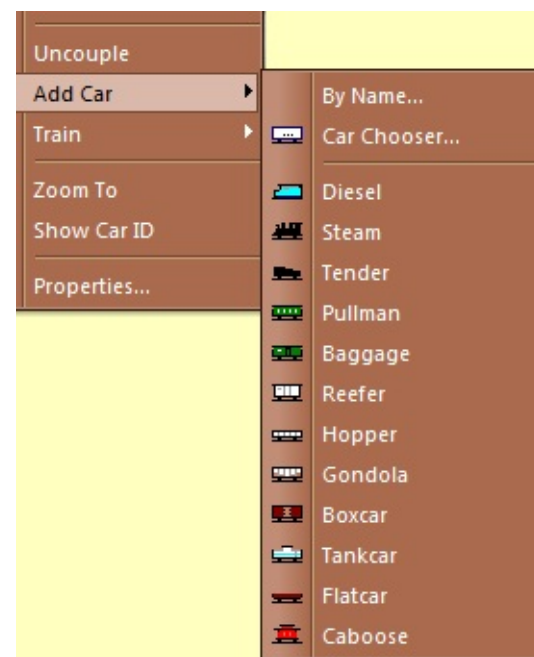 Uncouple
Add Car
Train
Zoom To
Show Car ID
Properties...
By Name...
Car Chooser...
Diesel
Steam
Tender
Pullman
Baggage
Reefer
Hopper
Gondola
Boxcar
Tankcar
Flatcar
Caboose